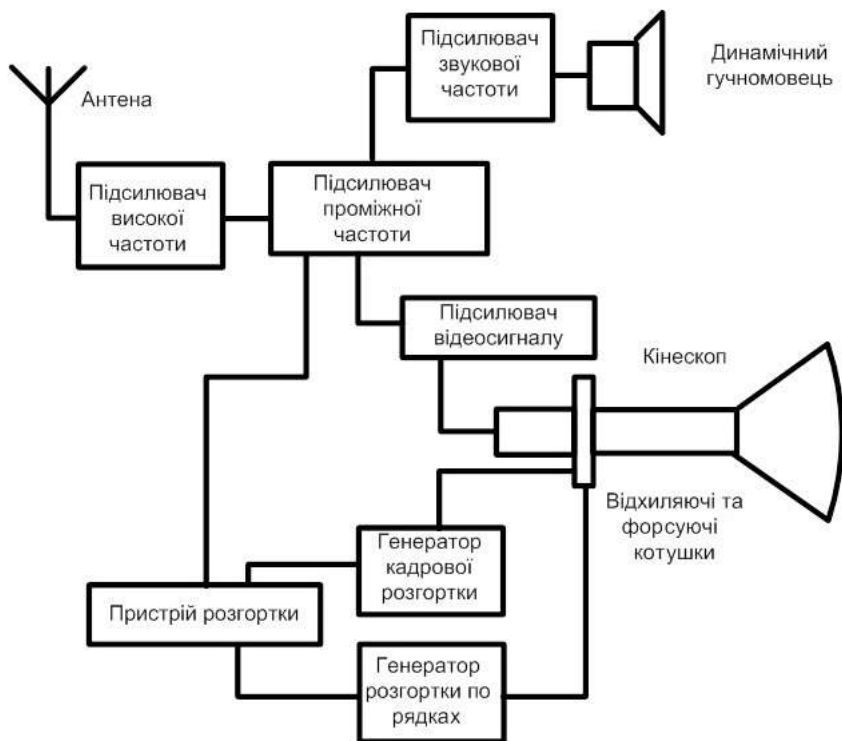 Підсилювач
звукової
частоти
Динамічний
гучномовець
Антена
Підсилювач
високої
частоти
Підсилювач
проміжної
частоти
Підсилювач
відеосигналу
Кінескоп
Відхиляючі та
форсуючі
котушки
Генератор
кадрової
розгортки
Пристрій розгортки
Генератор
розгортки по
рядках